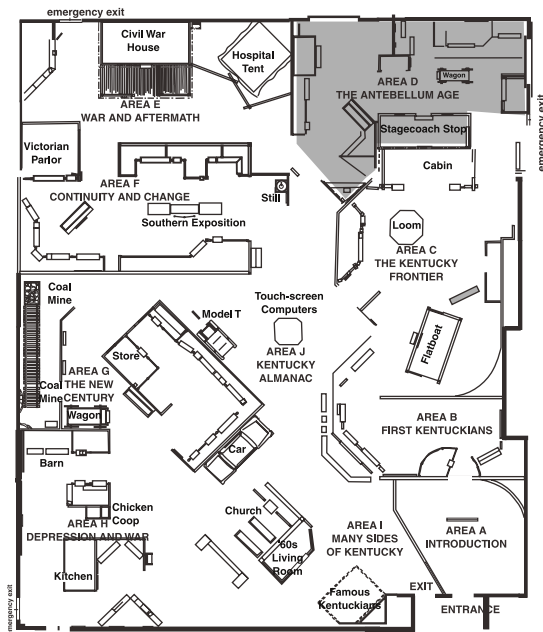 emergency exit
Civil War
House
Hospital
Tent
AREA D
THE ANTEBELLUM AGE
Wagon
AREA E
WAR AND AFTERMATH
emergency exit
Stagecoach Stop
Victorian
Parlor
Cabin
AREA F
CONTINUITY AND CHANGE
Still
Southern Exposition
Loom
AREA C
THE KENTUCKY
FRONTIER
Coal
Mine
Touch-screen
Computers
Model T
Flatboat
Store
AREA J
KENTUCKY
ALMANAC
AREA G
THE NEW
CENTURY
Coal
Mine
Wagon
AREA B
FIRST KENTUCKIANS
Car
Barn
Chicken
Coop
Church
AREA H
DEPRESSION AND WAR
AREA I
MANY SIDES
OF KENTUCKY
AREA A
INTRODUCTION
'60s
Living
Room
Kitchen
Famous
Kentuckians
EXIT
ENTRANCE
emergency exit